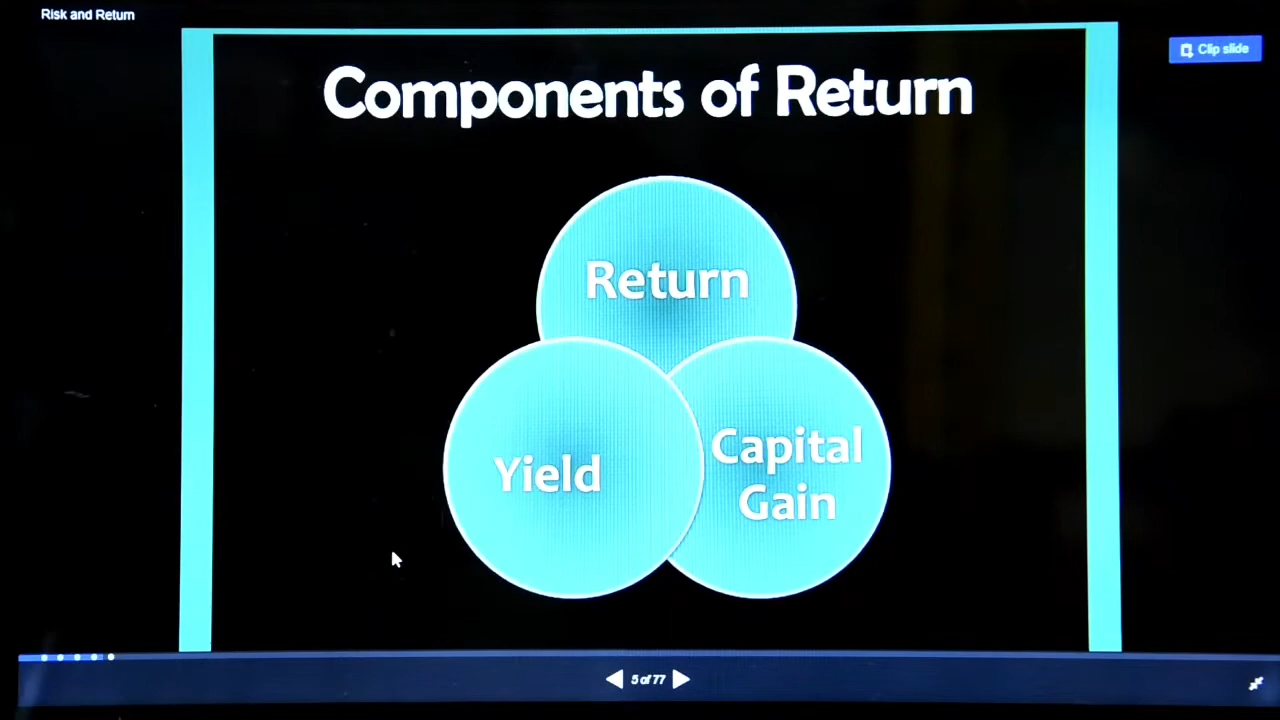 Risk and Return
Clip slide
Components of Return
Return
Yield
Capital
Gain
5 of 77